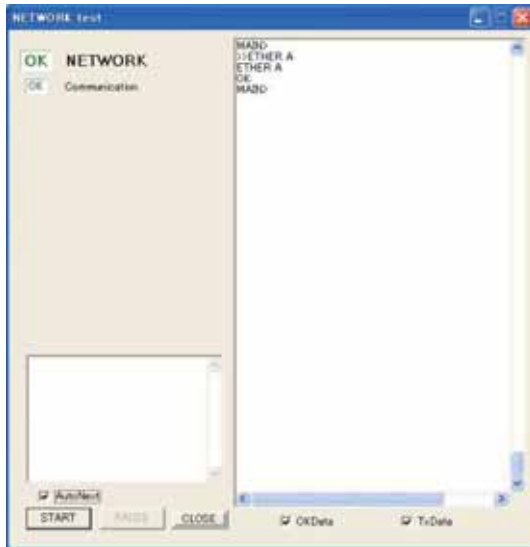 NETWORK test
OK NETWORK
OK Communication
MABD
>>ETHER A
ETHER A
OK
MABD
AutoNext
START PAUSE CLOSE
OKData
TxData